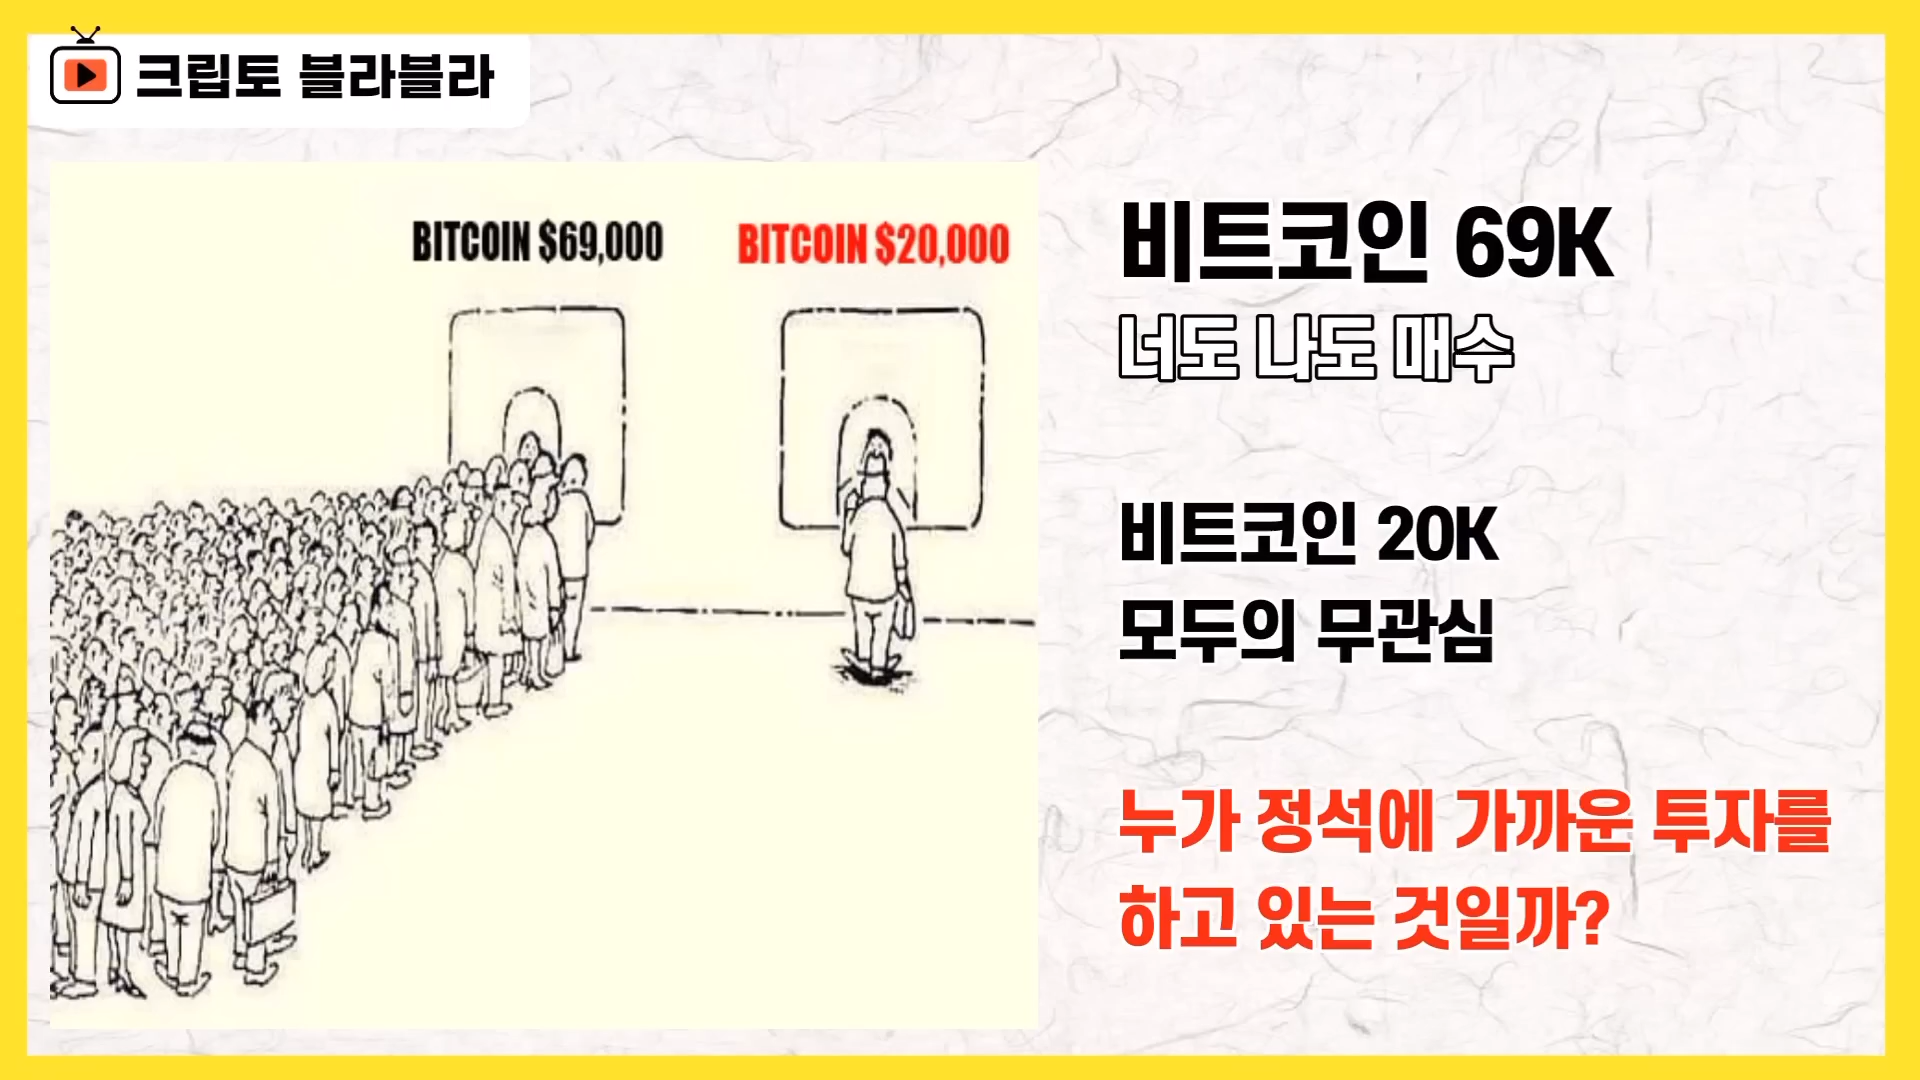 크립토 블라블라
BITCOIN $69,000
BITCOIN $20,000
비트코인 69K
너도 나도 매수
비트코인 20K
모두의 무관심
누가 정석에 가까운 투자를
하고 있는 것일까?